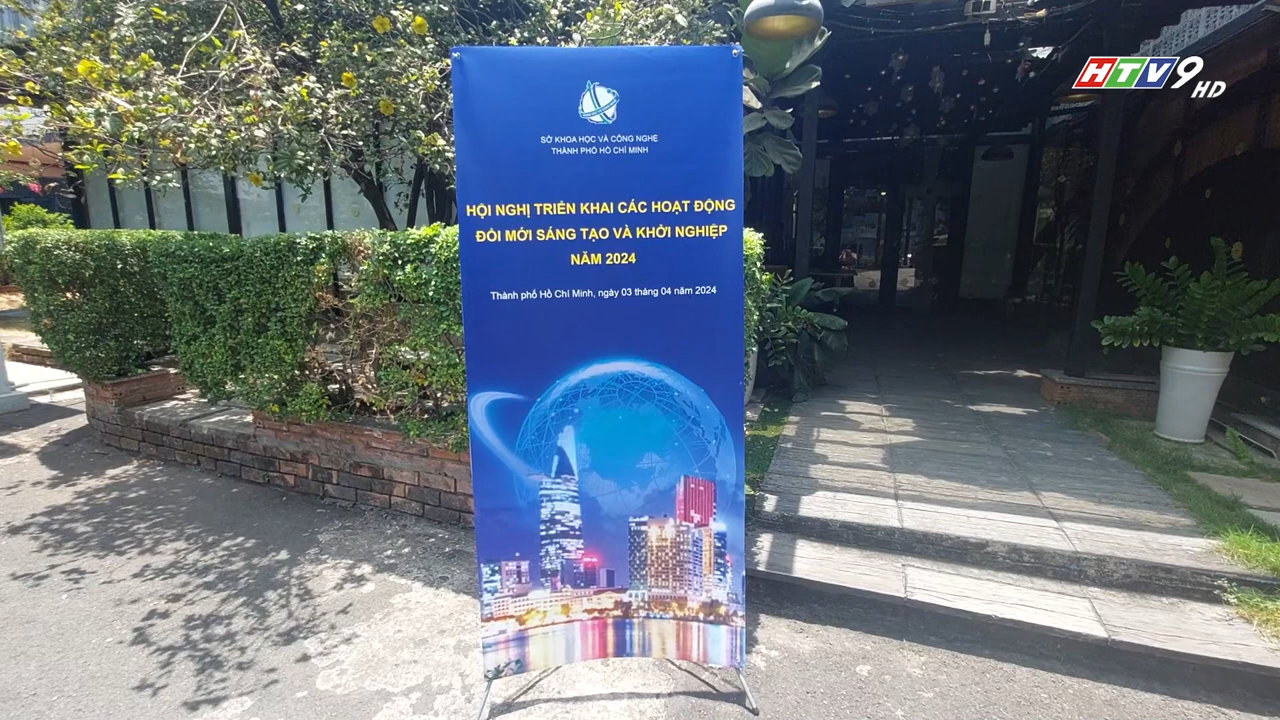 HTV9 HD
SỞ KHOA HỌC VÀ CÔNG NGHỆ
THÀNH PHỐ HỒ CHÍ MINH
HỘI NGHỊ TRIỂN KHAI CÁC HOẠT ĐỘNG
ĐỔI MỚI SÁNG TẠO VÀ KHỞI NGHIỆP
NĂM 2024
Thành phố Hồ Chí Minh, ngày 03 tháng 04 năm 2024